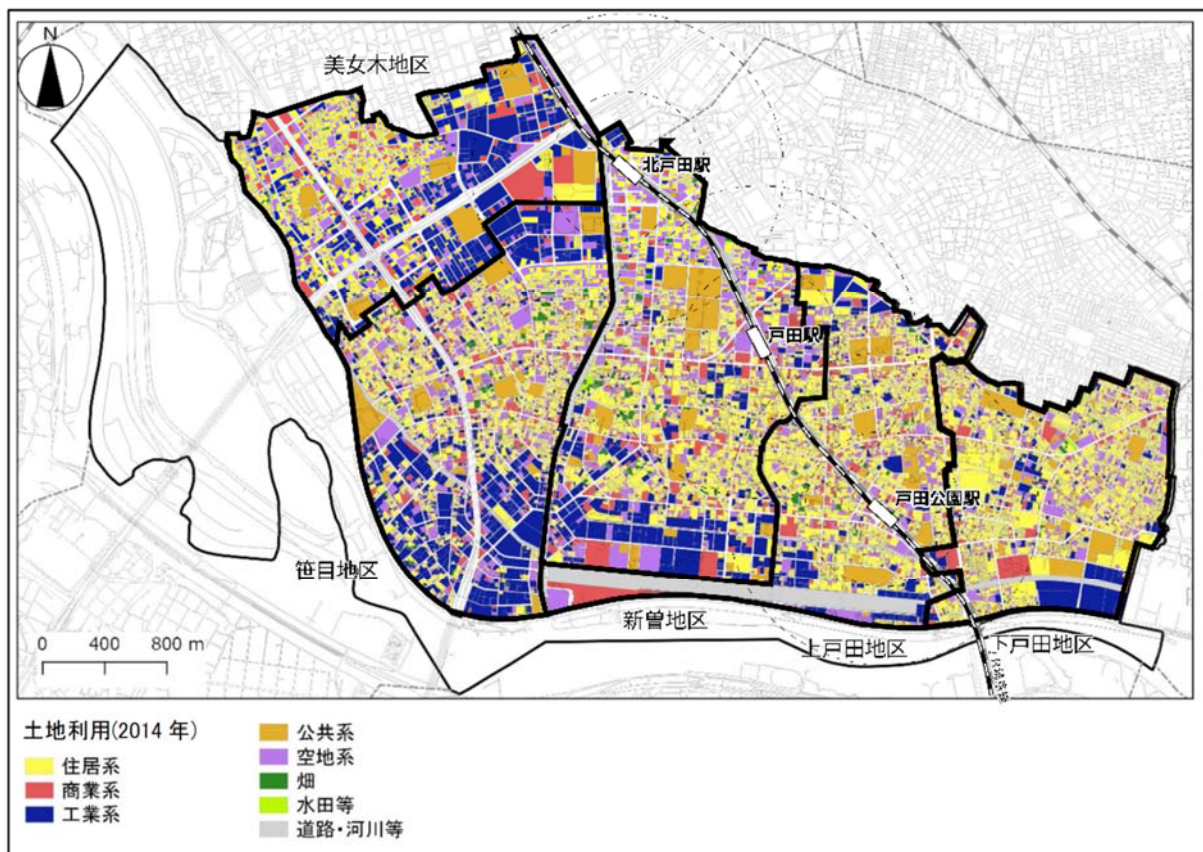 N
美女木地区
北戸田駅
戸田駅
戸田公園駅
笹目地区
新曽地区
上戸田地区
下戸田地区
0 400 800 m
土地利用(2014 年)
住居系
商業系
工業系
公共系
空地系
畑
水田等
道路・河川等